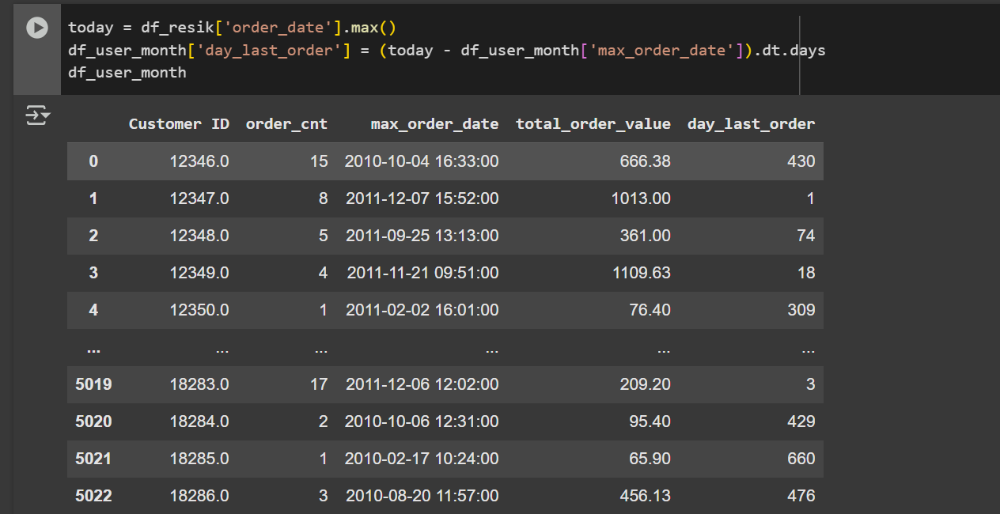 today = df_resik['order_date'].max()
df_user_month['day_last_order'] = (today - df_user_month['max_order_date']).dt.days
df_user_month
Customer ID order_cnt max_order_date total_order_value day_last_order
0 12346.0 15 2010-10-04 16:33:00 666.38 430
1 12347.0 8 2011-12-07 15:52:00 1013.00 1
2 12348.0 5 2011-09-25 13:13:00 361.00 74
3 12349.0 4 2011-11-21 09:51:00 1109.63 18
4 12350.0 1 2011-02-02 16:01:00 76.40 309
... ... ... ... ... ...
5019 18283.0 17 2011-12-06 12:02:00 209.20 3
5020 18284.0 2 2010-10-06 12:31:00 95.40 429
5021 18285.0 1 2010-02-17 10:24:00 65.90 660
5022 18286.0 3 2010-08-20 11:57:00 456.13 476